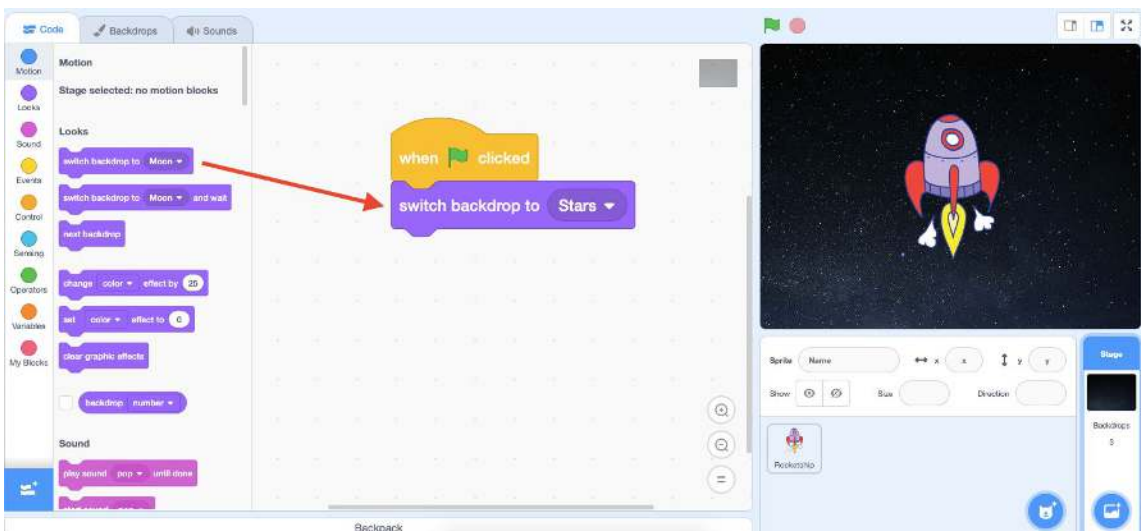 Code
Backdrops
Sounds
Motion
Looks
Sound
Events
Control
Sensing
Operators
Variables
My Blocks
Motion
Stage selected: no motion blocks
Looks
switch backdrop to Moon
switch backdrop to Moon and wait
next backdrop
change color effect by 25
set color effect to 0
clear graphic effects
backdrop number
Sound
play sound pop until done
start sound pop
when clicked
switch backdrop to Stars
Backpack
Sprite Name x x y y
Show Size Direction
Rocketship
Stage
Backdrops